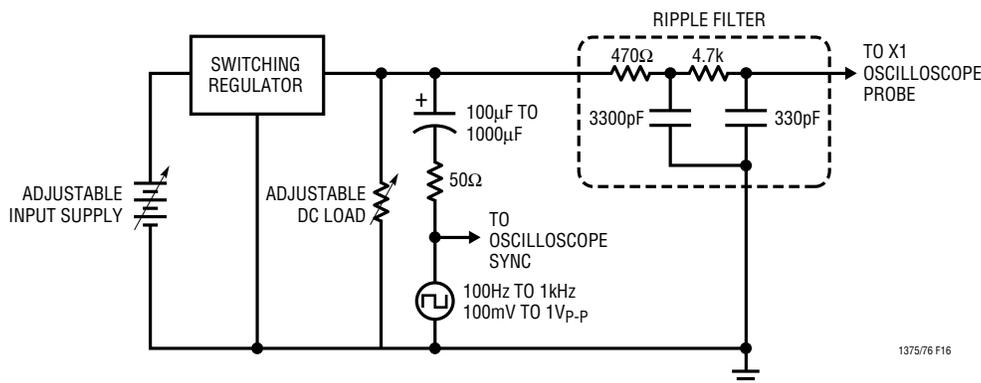 RIPPLE FILTER
SWITCHING
REGULATOR
470Ω
4.7k
TO X1
OSCILLOSCOPE
PROBE
+
100µF TO
1000µF
3300pF
330pF
ADJUSTABLE
INPUT SUPPLY
ADJUSTABLE
DC LOAD
50Ω
TO
OSCILLOSCOPE
SYNC
100Hz TO 1kHz
100mV TO 1VP-P
1375/76 F16